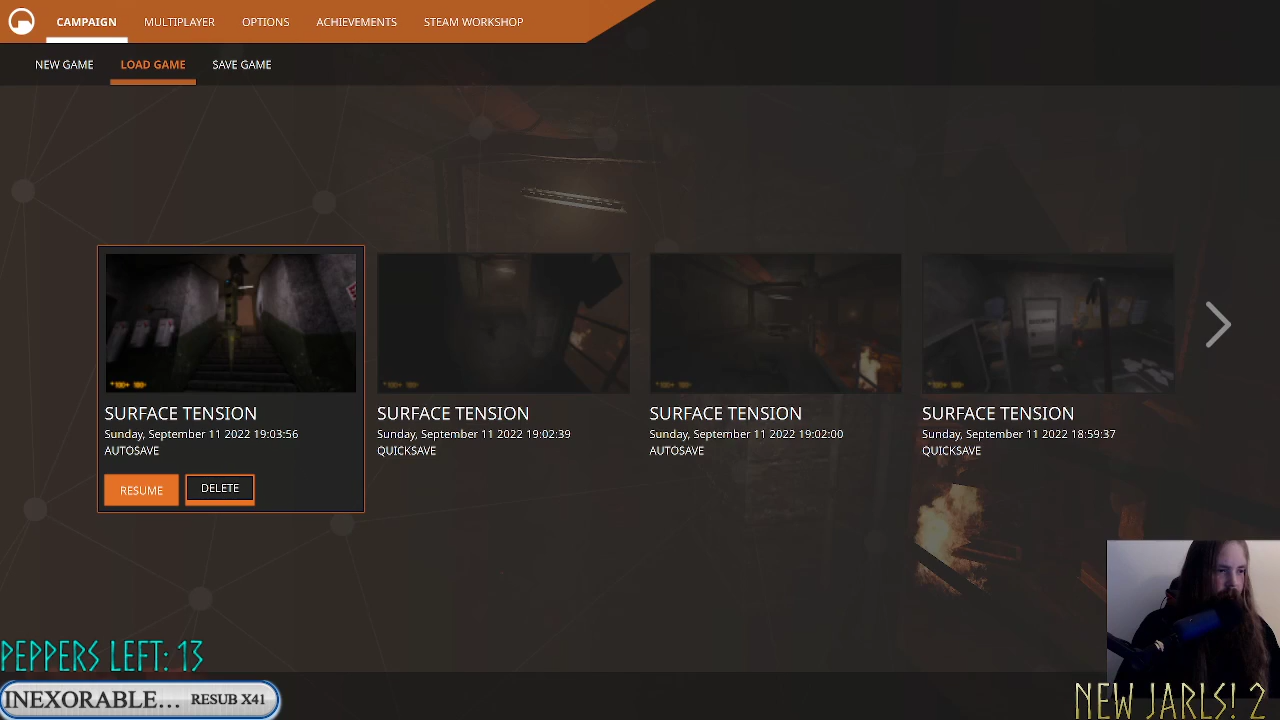 CAMPAIGN MULTIPLAYER OPTIONS ACHIEVEMENTS STEAM WORKSHOP
NEW GAME LOAD GAME SAVE GAME
SURFACE TENSION
Sunday, September 11 2022 19:03:56
AUTOSAVE
RESUME DELETE
SURFACE TENSION
Sunday, September 11 2022 19:02:39
QUICKSAVE
SURFACE TENSION
Sunday, September 11 2022 19:02:00
AUTOSAVE
SURFACE TENSION
Sunday, September 11 2022 18:59:37
QUICKSAVE
PEPPERS LEFT: 13
INEXORABLE... RESUB X41
NEW JARLS! 2